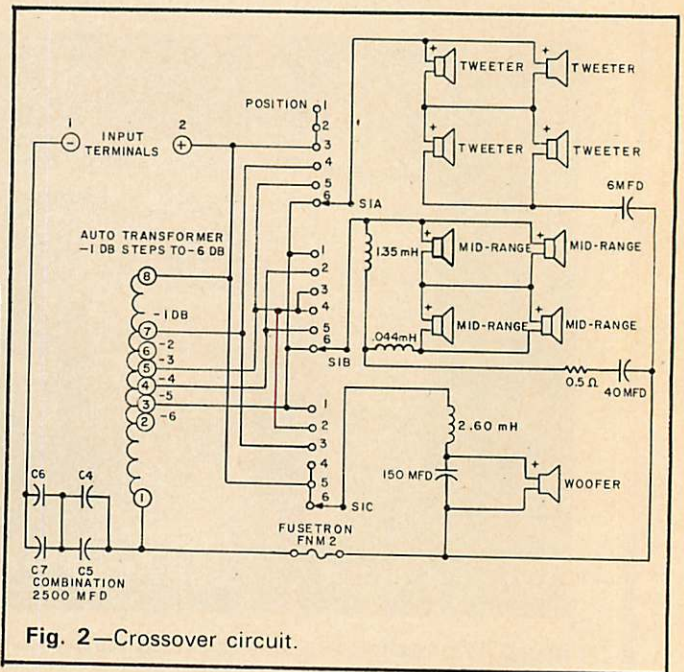 1
2
INPUT
TERMINALS
-
+
POSITION
1
2
3
4
5
6
S1A
+
TWEETER
+
TWEETER
+
TWEETER
+
TWEETER
6MFD
AUTO TRANSFORMER
-1 DB STEPS TO -6 DB
8
7
-1 DB
6
-2
5
-3
4
-4
3
-5
2
-6
1
1
2
3
4
5
6
S1B
1.35 mH
.044mH
+
MID-RANGE
+
MID-RANGE
+
MID-RANGE
+
MID-RANGE
0.5 Ω
40 MFD
1
2
3
4
5
6
S1C
2.60 mH
150 MFD
+
WOOFER
FUSETRON
FNM 2
C6
C4
C7
C5
COMBINATION
2500 MFD
Fig. 2—Crossover circuit.